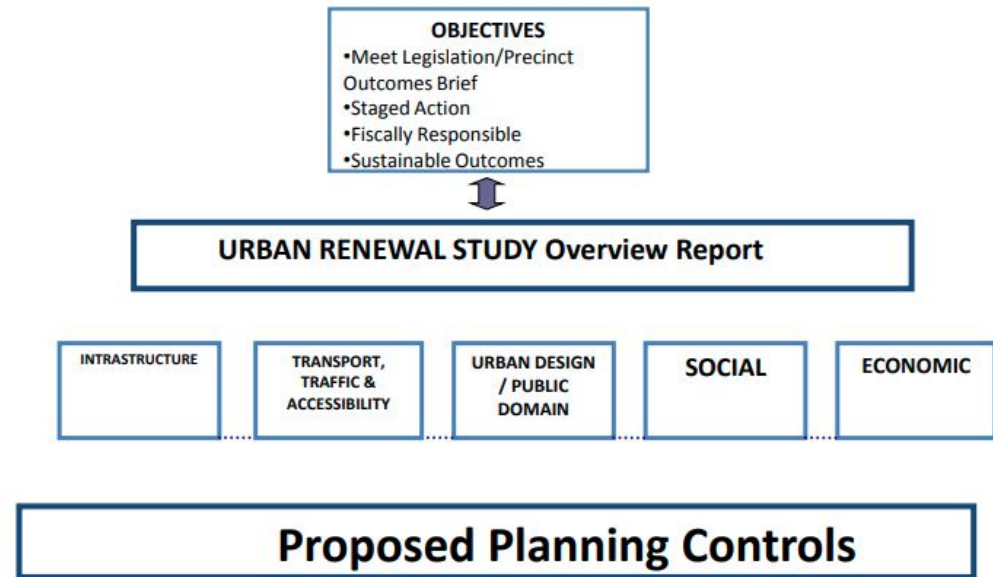 OBJECTIVES
•Meet Legislation/Precinct
Outcomes Brief
•Staged Action
•Fiscally Responsible
•Sustainable Outcomes
URBAN RENEWAL STUDY Overview Report
INTRASTRUCTURE
TRANSPORT,
TRAFFIC &
ACCESSIBILITY
URBAN DESIGN
/ PUBLIC
DOMAIN
SOCIAL
ECONOMIC
Proposed Planning Controls